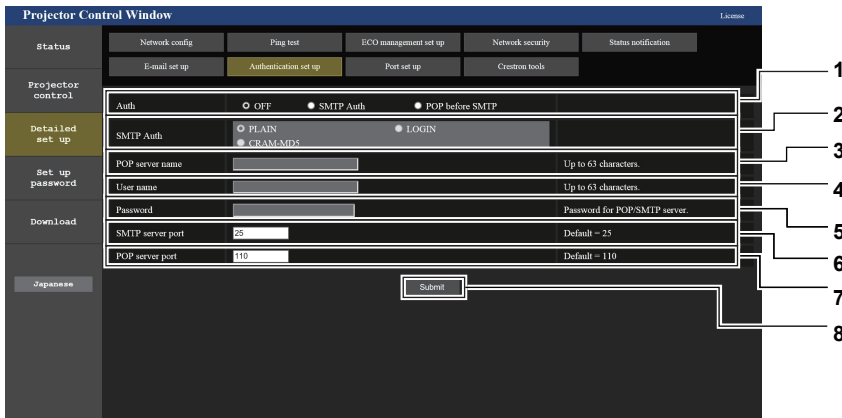 Projector Control Window
License
Status
Network config
Ping test
ECO management set up
Network security
Status notification
E-mail set up
Authentication set up
Port set up
Crestron tools
Projector
control
Detailed
set up
Set up
password
Download
Japanese
Auth
OFF
SMTP Auth
POP before SMTP
1
SMTP Auth
PLAIN
LOGIN
CRAM-MD5
2
POP server name
Up to 63 characters.
3
User name
Up to 63 characters.
4
Password
Password for POP/SMTP server.
5
SMTP server port
25
Default = 25
6
POP server port
110
Default = 110
7
Submit
8